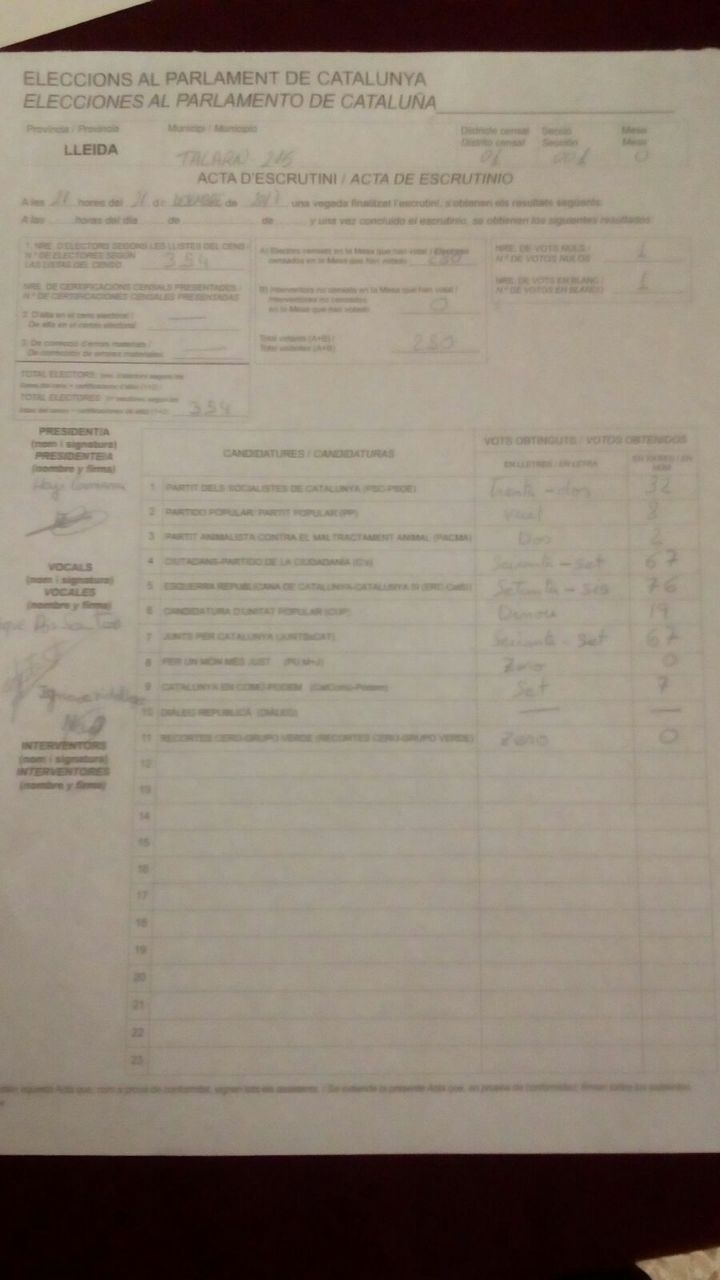 ELECCIONS AL PARLAMENT DE CATALUNYA
ELECCIONES AL PARLAMENTO DE CATALUÑA
Província / Provincia Municipi / Municipio Districte censal Secció Mesa
Distrito censal Sección Mesa
LLEIDA TALARN 215 01 001 0
ACTA D'ESCRUTINI / ACTA DE ESCRUTINIO
A les 21 hores del 21 de DESEMBRE de 2017, una vegada finalitzat l'escrutini, s'obtenen els resultats següents:
A las hores del día de de y una vez concluido el escrutinio, se obtienen los siguientes resultados:
1. NRE. D'ELECTORS SEGONS LES LLISTES DEL CENS /
N.º DE ELECTORES SEGÚN
LAS LISTAS DEL CENSO 354
NRE. DE CERTIFICACIONS CENSALS PRESENTADES /
N.º DE CERTIFICACIONES CENSALES PRESENTADAS
2. D'alta en el cens electoral /
De alta en el censo electoral —
3. De correcció d'errors materials /
De corrección de errores materiales —
TOTAL ELECTORS
TOTAL ELECTORES 354
A) Electors censats en la Mesa que han votat / Electores
censados en la Mesa que han votado 280
B) Interventors no censats en la Mesa que han votat /
Interventores no censados
en la Mesa que han votado 0
Total votants (A+B) /
Total votantes (A+B) 280
NRE. DE VOTS NULS /
N.º DE VOTOS NULOS 1
NRE. DE VOTS EN BLANC /
N.º DE VOTOS EN BLANCO 1
PRESIDENT/A
(nom i signatura)
PRESIDENTE/A
(nombre y firma)
VOCALS
(nom i signatura)
VOCALES
(nombre y firma)
INTERVENTORS
(nom i signatura)
INTERVENTORES
(nombre y firma)
CANDIDATURES / CANDIDATURAS VOTS OBTINGUTS / VOTOS OBTENIDOS
EN LLETRES / EN LETRA EN XIFRES / EN NÚM
1 PARTIT DELS SOCIALISTES DE CATALUNYA (PSC-PSOE) trenta-dos 32
2 PARTIDO POPULAR/ PARTIT POPULAR (PP) vuit 8
3 PARTIT ANIMALISTA CONTRA EL MALTRACTAMENT ANIMAL (PACMA) Dos 2
4 CIUTADANS-PARTIDO DE LA CIUDADANÍA (C's) Seixanta-set 67
5 ESQUERRA REPUBLICANA DE CATALUNYA-CATALUNYA SÍ (ERC-CatSí) Setanta-sis 76
6 CANDIDATURA D'UNITAT POPULAR (CUP) Dinou 19
7 JUNTS PER CATALUNYA (JUNTSxCAT) Seixanta-set 67
8 PER UN MÓN MÉS JUST (PUM+J) Zero 0
9 CATALUNYA EN COMÚ-PODEM (CatComú-Podem) Set 7
10 DIÀLEG REPUBLICÀ (DIÀLEG) — —
11 RECORTES CERO-GRUPO VERDE (RECORTES CERO-GRUPO VERDE) Zero 0
12
13
14
15
16
17
18
19
20
21
22
23
aquesta Acta que, com a prova de conformitat, signen tots els assistents. / Se extiende la presente Acta que, en prueba de conformidad, firman todos los asistentes.